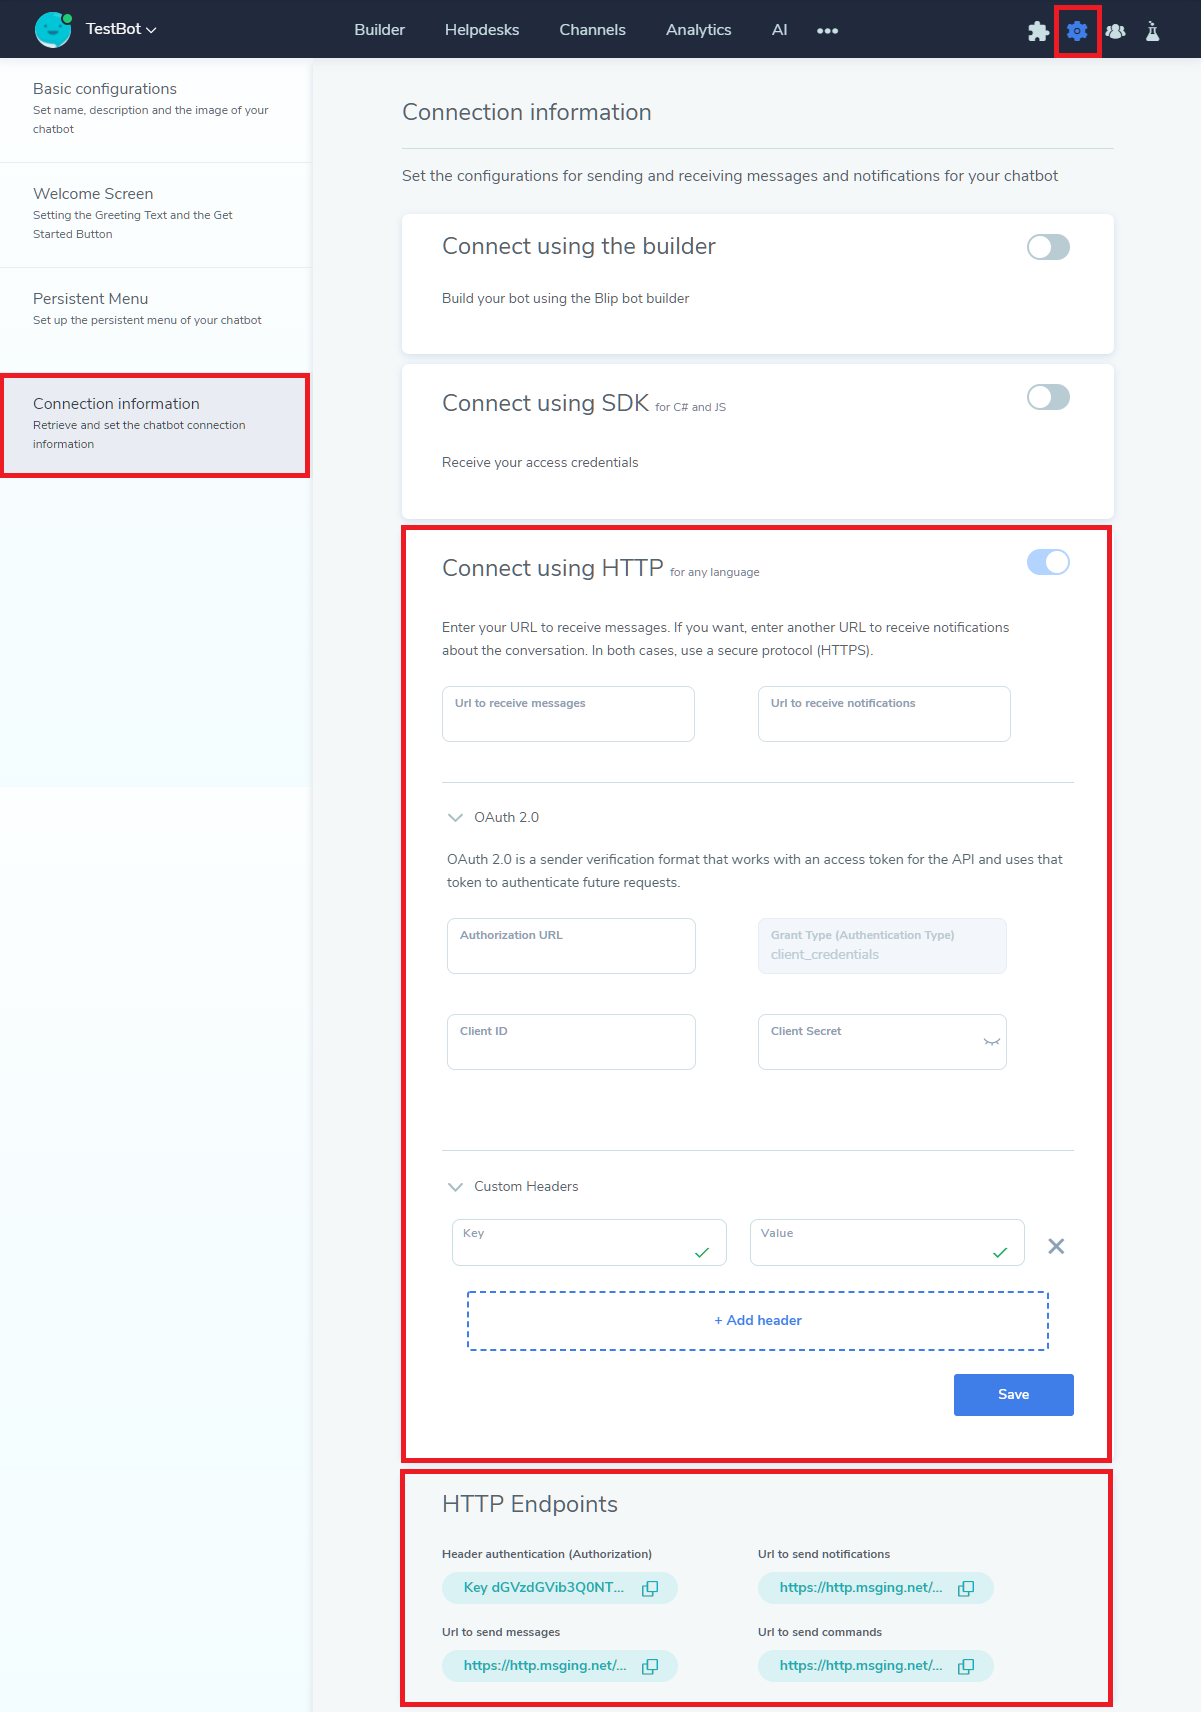 TestBot
Builder
Helpdesks
Channels
Analytics
AI
Basic configurations
Set name, description and the image of your
chatbot
Welcome Screen
Setting the Greeting Text and the Get
Started Button
Persistent Menu
Set up the persistent menu of your chatbot
Connection information
Retrieve and set the chatbot connection
information
Connection information
Set the configurations for sending and receiving messages and notifications for your chatbot
Connect using the builder
Build your bot using the Blip bot builder
Connect using SDK for C# and JS
Receive your access credentials
Connect using HTTP for any language
Enter your URL to receive messages. If you want, enter another URL to receive notifications
about the conversation. In both cases, use a secure protocol (HTTPS).
Url to receive messages
Url to receive notifications
OAuth 2.0
OAuth 2.0 is a sender verification format that works with an access token for the API and uses that
token to authenticate future requests.
Authorization URL
Grant Type (Authentication Type)
client_credentials
Client ID
Client Secret
Custom Headers
Key
Value
+ Add header
Save
HTTP Endpoints
Header authentication (Authorization)
Key dGVzdGVib3Q0NT...
Url to send notifications
https://http.msging.net/...
Url to send messages
https://http.msging.net/...
Url to send commands
https://http.msging.net/...